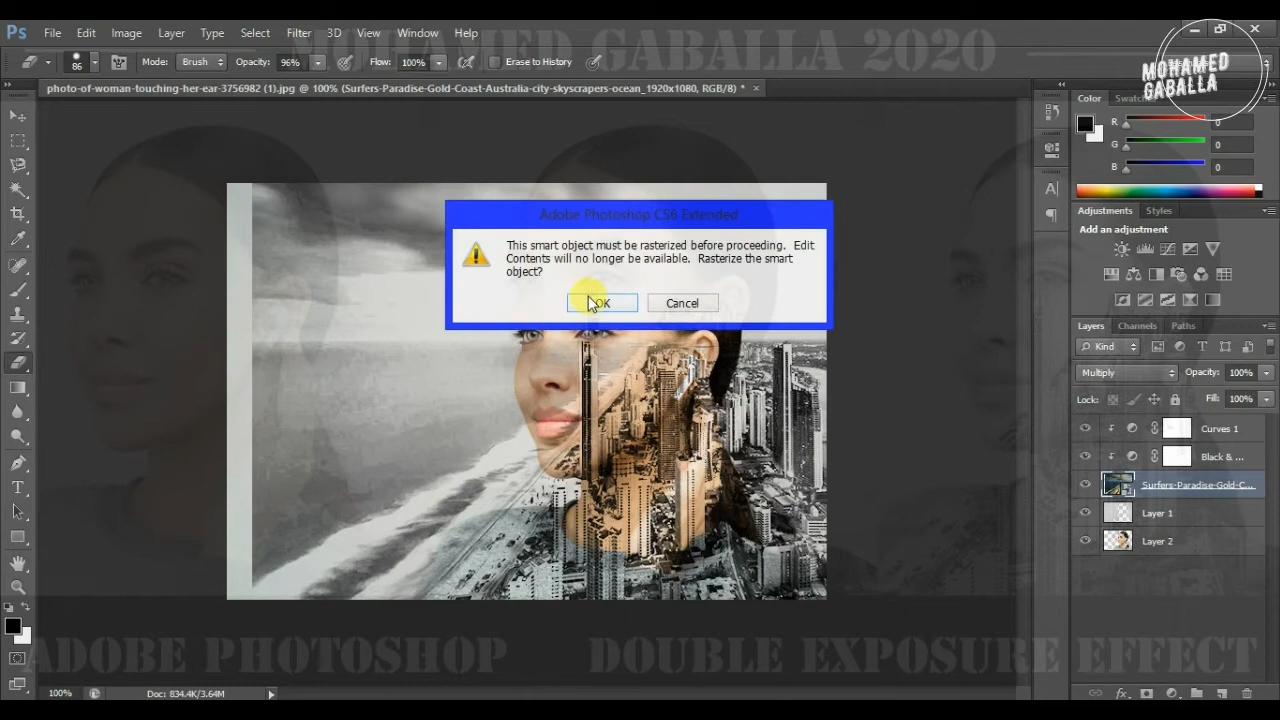 Ps File Edit Image Layer Type Select Filter 3D View Window Help
MOHAMED GABALLA 2020
MOHAMED
GABALLA
86 Mode: Brush Opacity: 96% Flow: 100% Erase to History
photo-of-woman-touching-her-ear-3756982 (1).jpg @ 100% (Surfers-Paradise-Gold-Coast-Australia-city-skyscrapers-ocean_1920x1080, RGB/8) * ×
Color
R 0
G 0
B 0
Adjustments Styles
Add an adjustment
Layers Channels Paths
Kind
Multiply Opacity: 100%
Lock: Fill: 100%
Curves 1
Black & ...
Surfers-Paradise-Gold-C...
Layer 1
Layer 2
Adobe Photoshop CS6 Extended
This smart object must be rasterized before proceeding. Edit
Contents will no longer be available. Rasterize the smart
object?
OK Cancel
ADOBE PHOTOSHOP DOUBLE EXPOSURE EFFECT
100% Doc: 834.4K/3.64M